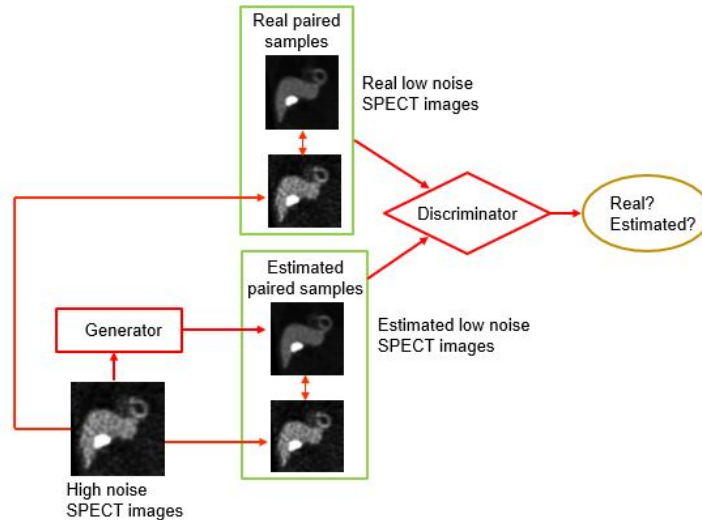 Real paired
samples
Real low noise
SPECT images
Discriminator
Real?
Estimated?
Estimated
paired samples
Generator
Estimated low noise
SPECT images
High noise
SPECT images